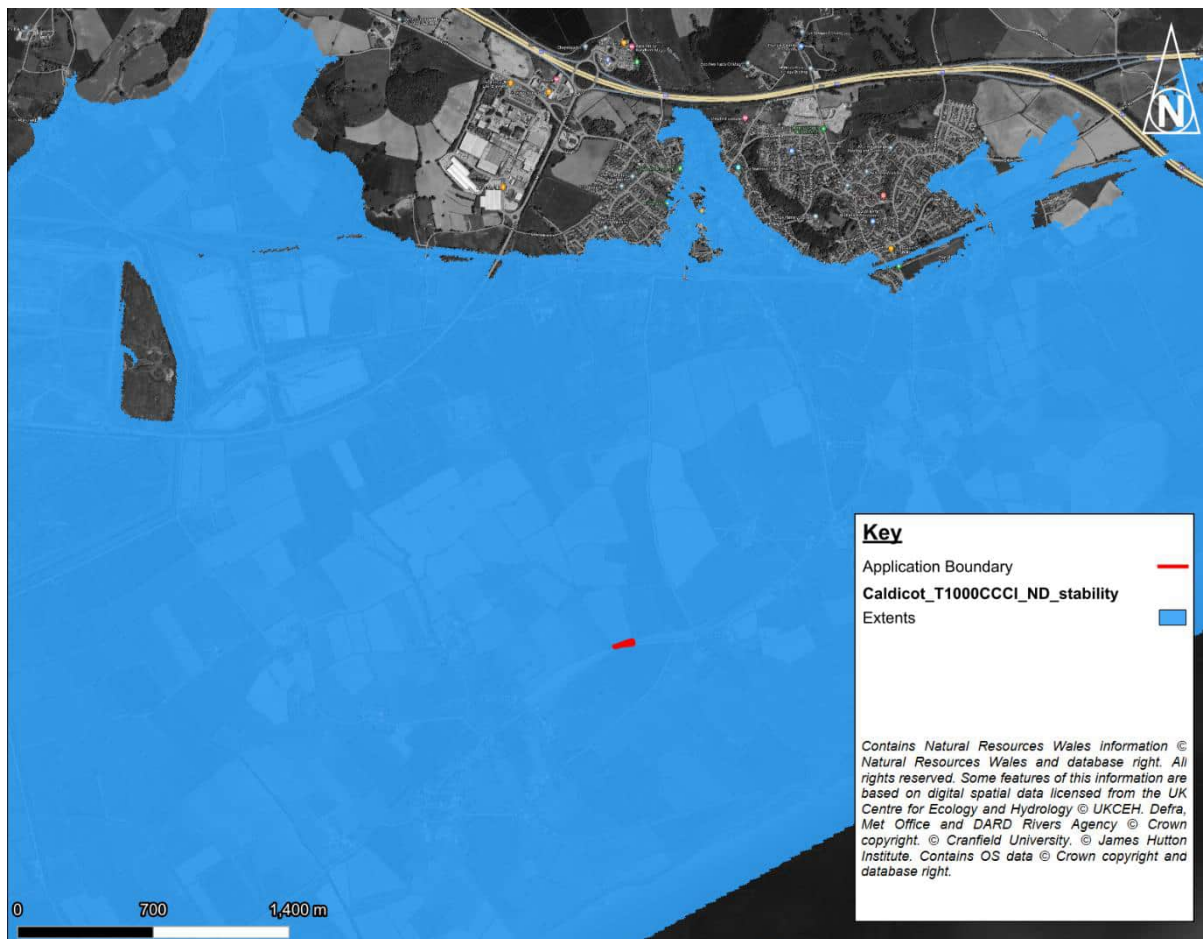 N
Key
Application Boundary
Caldicot_T1000CCCI_ND_stability
Extents
Contains Natural Resources Wales information ©
Natural Resources Wales and database right. All
rights reserved. Some features of this information are
based on digital spatial data licensed from the UK
Centre for Ecology and Hydrology © UKCEH. Defra,
Met Office and DARD Rivers Agency © Crown
copyright. © Cranfield University. © James Hutton
Institute. Contains OS data © Crown copyright and
database right.
0 700 1,400 m